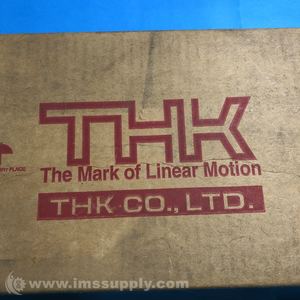 THK
The Mark of Linear Motion
THK CO., LTD.
www.imssupply.com